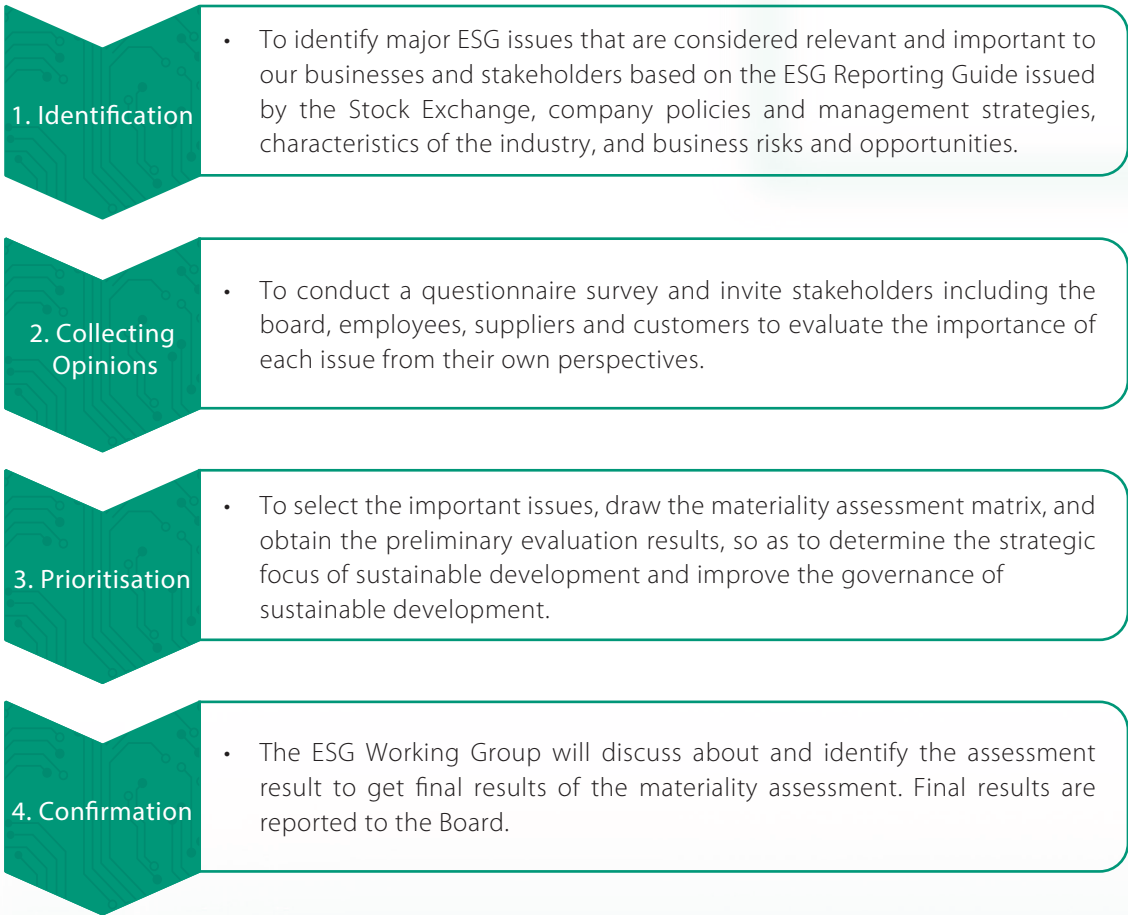 1. Identification
• To identify major ESG issues that are considered relevant and important to
our businesses and stakeholders based on the ESG Reporting Guide issued
by the Stock Exchange, company policies and management strategies,
characteristics of the industry, and business risks and opportunities.
2. Collecting
Opinions
• To conduct a questionnaire survey and invite stakeholders including the
board, employees, suppliers and customers to evaluate the importance of
each issue from their own perspectives.
3. Prioritisation
• To select the important issues, draw the materiality assessment matrix, and
obtain the preliminary evaluation results, so as to determine the strategic
focus of sustainable development and improve the governance of
sustainable development.
4. Confirmation
• The ESG Working Group will discuss about and identify the assessment
result to get final results of the materiality assessment. Final results are
reported to the Board.